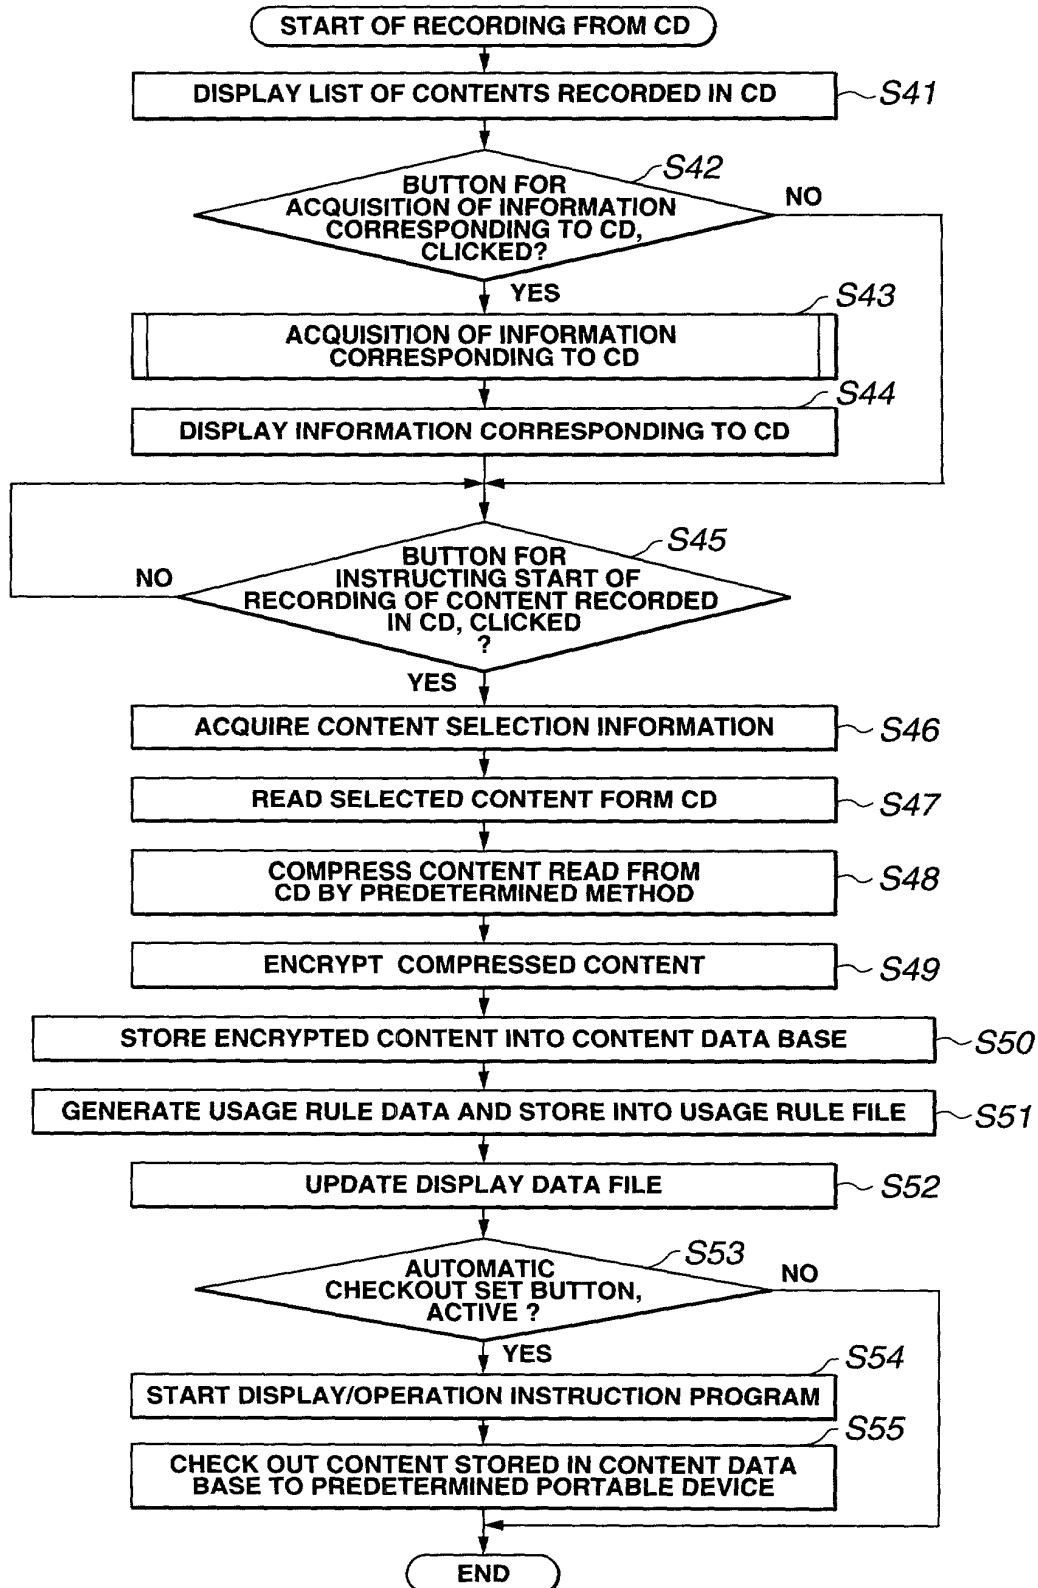 START OF RECORDING FROM CD
DISPLAY LIST OF CONTENTS RECORDED IN CD
S41
S42
BUTTON FOR
ACQUISITION OF INFORMATION
CORRESPONDING TO CD,
CLICKED?
NO
YES
S43
ACQUISITION OF INFORMATION
CORRESPONDING TO CD
S44
DISPLAY INFORMATION CORRESPONDING TO CD
S45
BUTTON FOR
INSTRUCTING START OF
RECORDING OF CONTENT RECORDED
IN CD, CLICKED
?
NO
YES
ACQUIRE CONTENT SELECTION INFORMATION
S46
READ SELECTED CONTENT FORM CD
S47
COMPRESS CONTENT READ FROM
CD BY PREDETERMINED METHOD
S48
ENCRYPT COMPRESSED CONTENT
S49
STORE ENCRYPTED CONTENT INTO CONTENT DATA BASE
S50
GENERATE USAGE RULE DATA AND STORE INTO USAGE RULE FILE
S51
UPDATE DISPLAY DATA FILE
S52
S53
AUTOMATIC
CHECKOUT SET BUTTON,
ACTIVE ?
NO
YES
S54
START DISPLAY/OPERATION INSTRUCTION PROGRAM
S55
CHECK OUT CONTENT STORED IN CONTENT DATA
BASE TO PREDETERMINED PORTABLE DEVICE
END